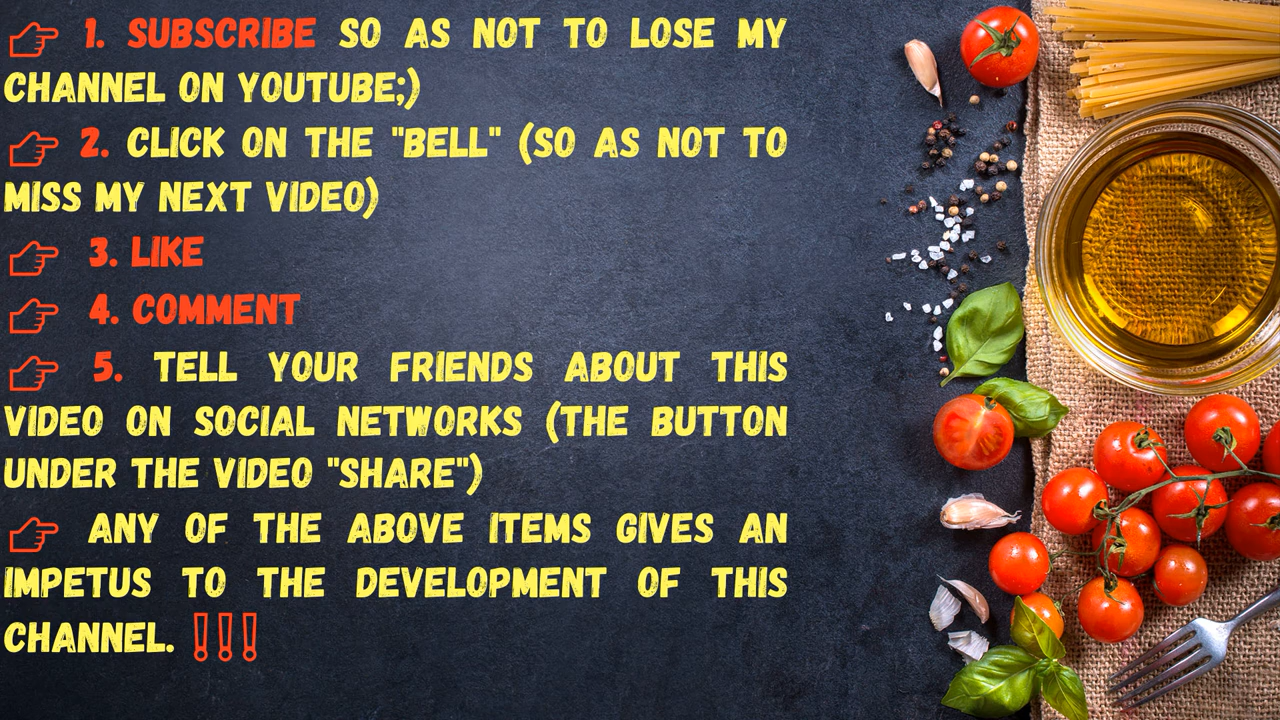 👉 1. SUBSCRIBE SO AS NOT TO LOSE MY
CHANNEL ON YOUTUBE;)
👉 2. CLICK ON THE "BELL" (SO AS NOT TO
MISS MY NEXT VIDEO)
👉 3. LIKE
👉 4. COMMENT
👉 5. TELL YOUR FRIENDS ABOUT THIS
VIDEO ON SOCIAL NETWORKS (THE BUTTON
UNDER THE VIDEO "SHARE")
👉 ANY OF THE ABOVE ITEMS GIVES AN
IMPETUS TO THE DEVELOPMENT OF THIS
CHANNEL. !!!